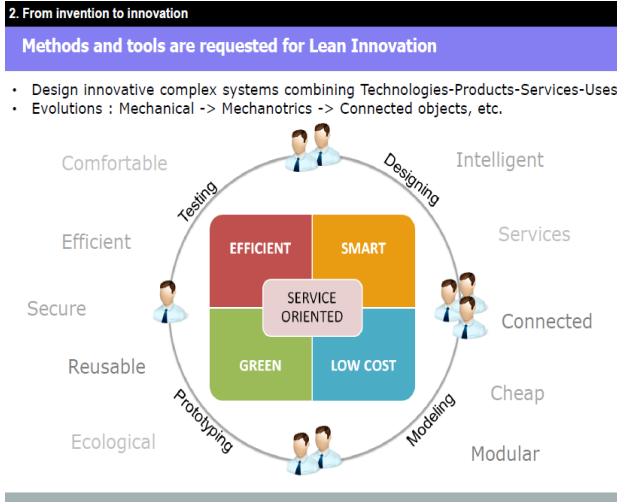 2. From invention to innovation
Methods and tools are requested for Lean Innovation
• Design innovative complex systems combining Technologies-Products-Services-Uses
• Evolutions : Mechanical -> Mechanotrics -> Connected objects, etc.
Comfortable
Intelligent
Testing
Designing
Efficient
EFFICIENT
SMART
Services
Secure
SERVICE
ORIENTED
Connected
Reusable
GREEN
LOW COST
Cheap
Prototyping
Modeling
Ecological
Modular